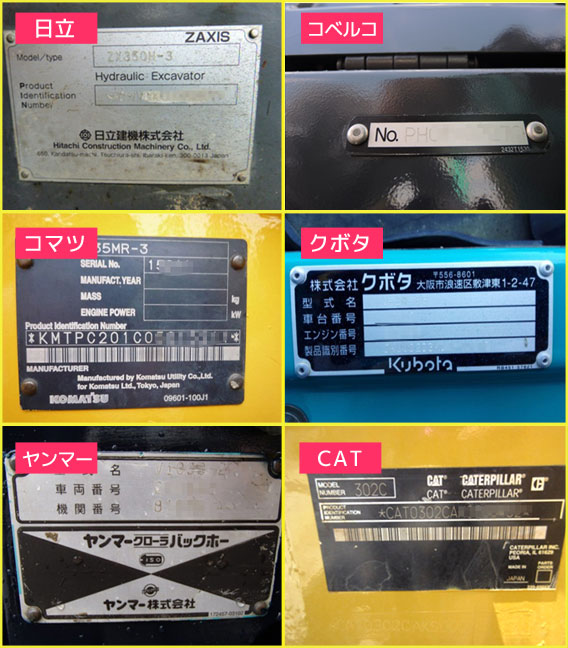 日立
ZAXIS
Model/type ZX350H-3
Hydraulic Excavator
Product
Identification
Number
日立建機株式会社
Hitachi Construction Machinery Co., Ltd.
コベルコ
No. PH
2432T1530
コマツ
35MR-3
SERIAL No. 15
MANUFACT.YEAR
MASS kg
ENGINE POWER kW
Product Identification Number
*KMTPC201C0
MANUFACTURER
Manufactured by Komatsu Utility Co.,Ltd.
for Komatsu Ltd.,Tokyo, Japan
KOMATSU 09601-100J1
クボタ
〒556-8601
株式会社クボタ 大阪市浪速区敷津東1-2-47
型式名
車台番号
エンジン番号
製品識別番号
Kubota
ヤンマー
名
車両番号
機関番号
ヤンマークローラバックホー
ISO
ヤンマー株式会社
CAT
MODEL
NUMBER 302C
CAT CATERPILLAR
CAT CATERPILLAR
PRODUCT
IDENTIFICATION
NUMBER *CAT0302CA
CATERPILLAR INC.
PEORIA, IL 61629
USA
MADE IN
JAPAN
PARTS
ORDER